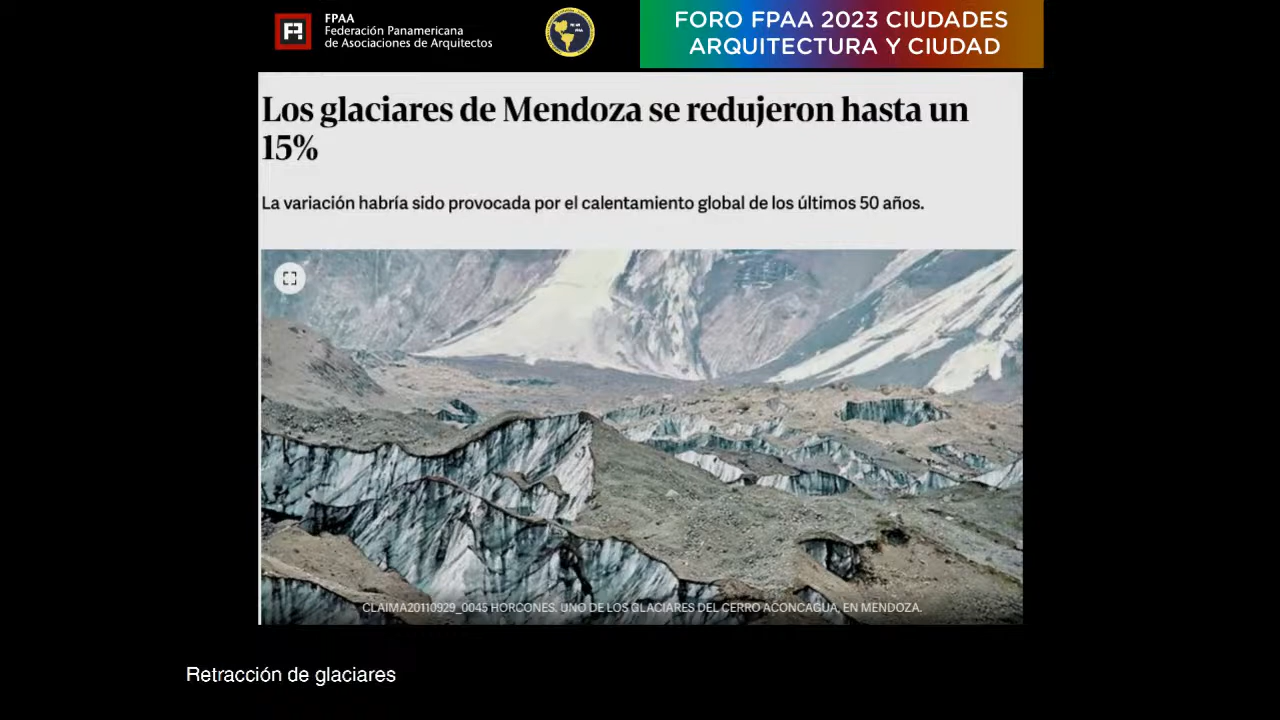 FPAA
Federación Panamericana
de Asociaciones de Arquitectos
FORO FPAA 2023 CIUDADES
ARQUITECTURA Y CIUDAD
Los glaciares de Mendoza se redujeron hasta un
15%
La variación habría sido provocada por el calentamiento global de los últimos 50 años.
CLAIMA20110929_0045 HORCONES. UNO DE LOS GLACIARES DEL CERRO ACONCAGUA, EN MENDOZA.
Retracción de glaciares